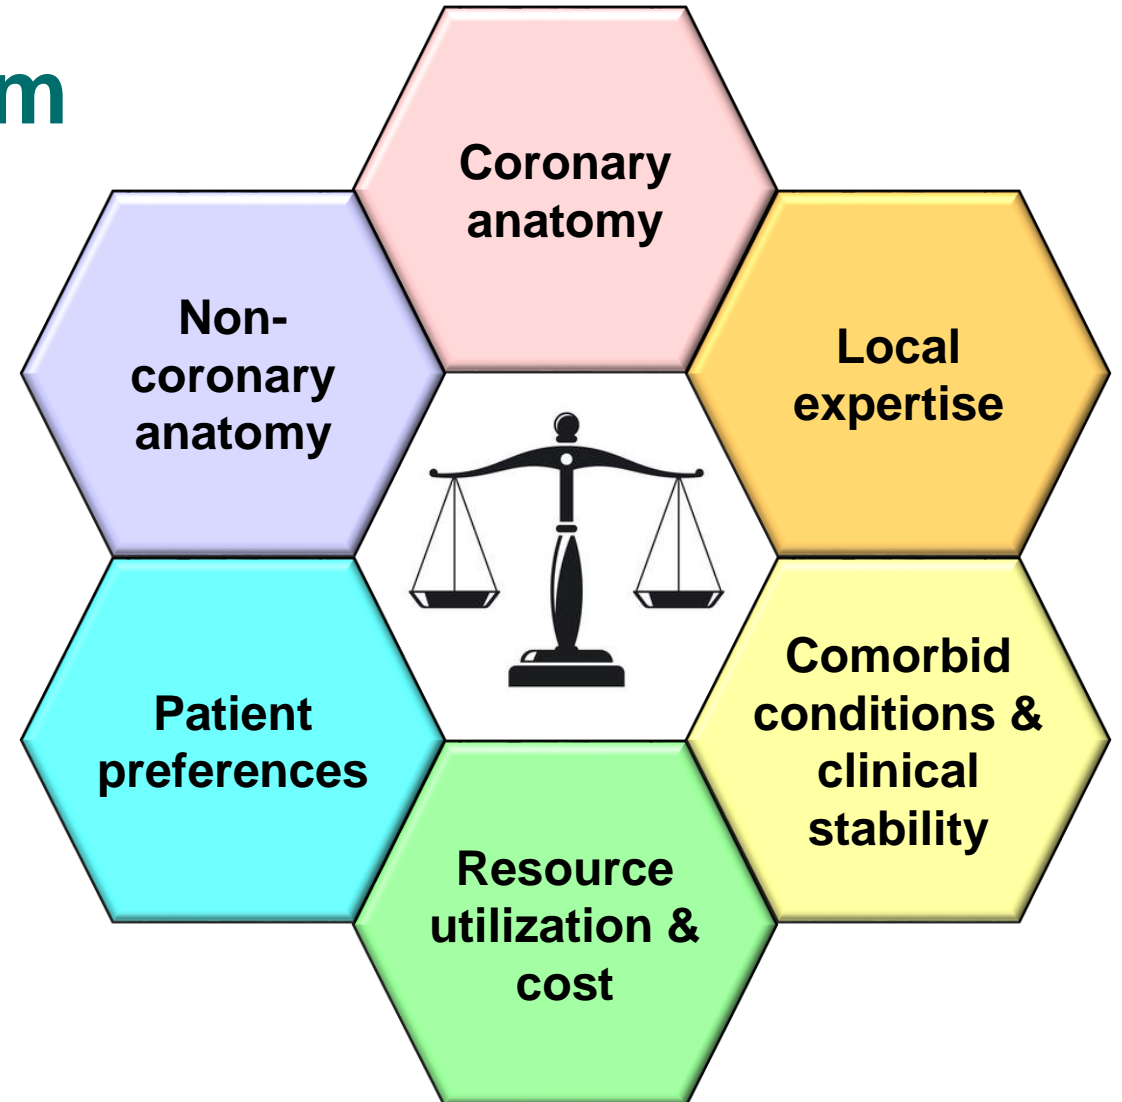 m
Coronary
anatomy
Non-
coronary
anatomy
Local
expertise
Patient
preferences
Comorbid
conditions &
clinical
stability
Resource
utilization &
cost